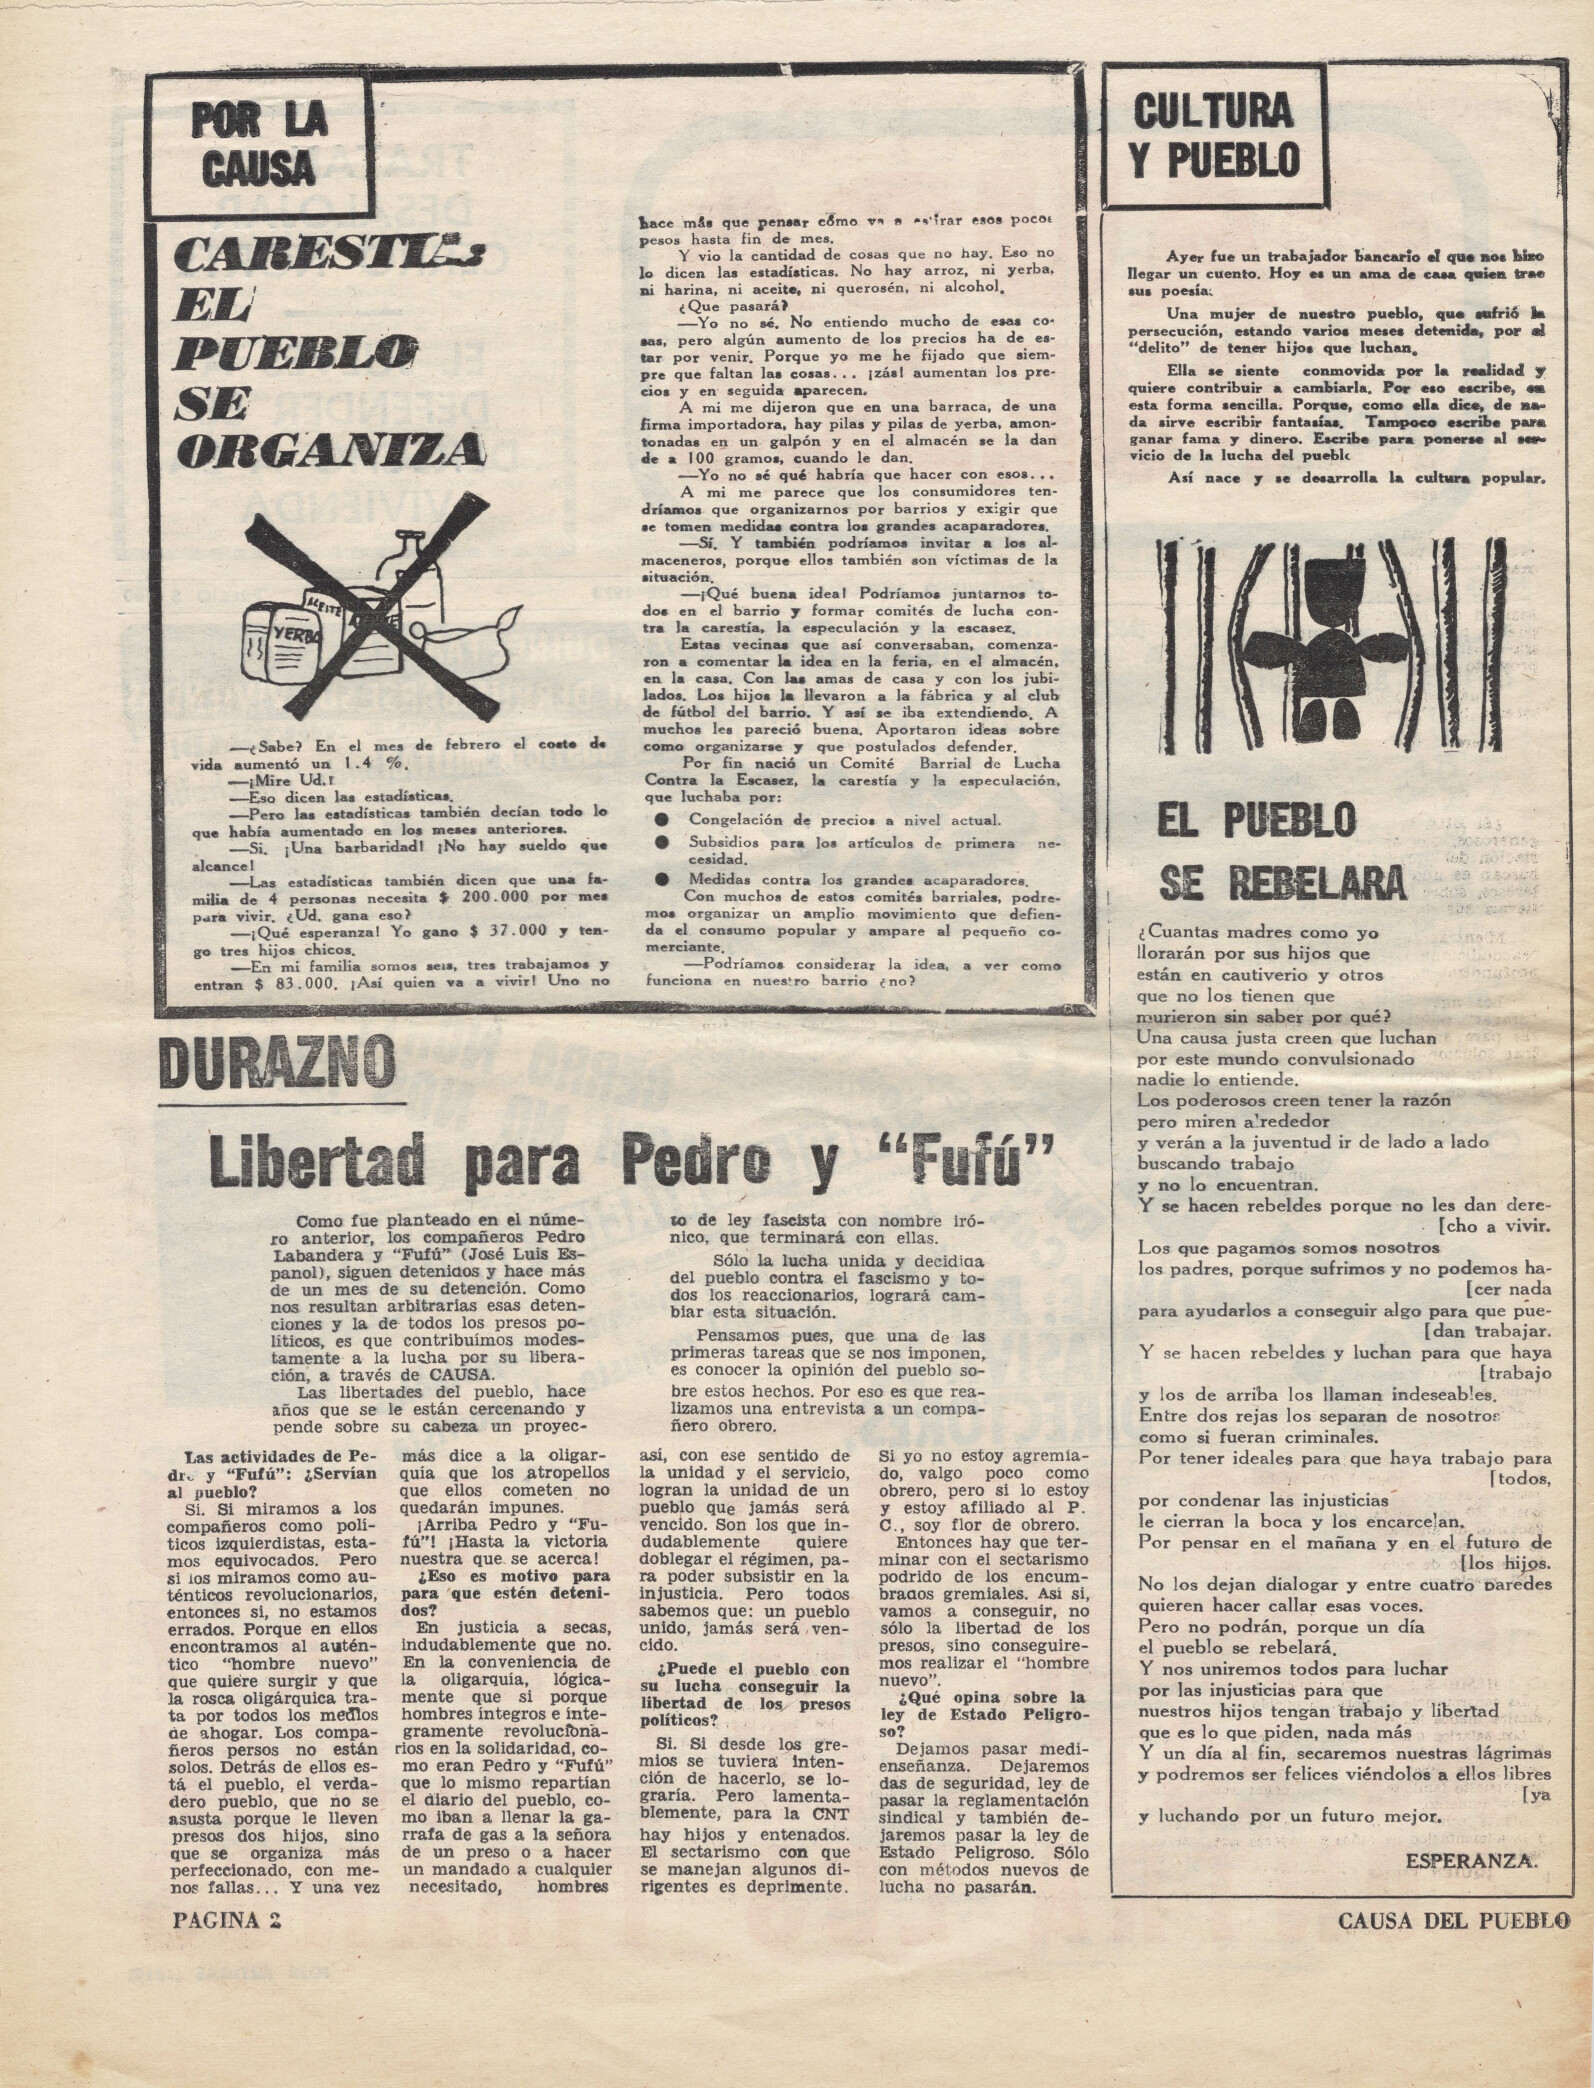 POR LA
CAUSA
CARESTIA:
EL
PUEBLO
SE
ORGANIZA
YERBA
ACEITE
—¿Sabe? En el mes de febrero el costo de
vida aumentó un 1.4 %.
—¡Mire Ud.!
—Eso dicen las estadísticas.
—Pero las estadísticas también decían todo lo
que había aumentado en los meses anteriores.
—Si. ¡Una barbaridad! ¡No hay sueldo que
alcance!
—Las estadísticas también dicen que una fa-
milia de 4 personas necesita $ 200.000 por mes
para vivir. ¿Ud. gana eso?
—¡Qué esperanza! Yo gano $ 37.000 y ten-
go tres hijos chicos.
—En mi familia somos seis, tres trabajamos y
entran $ 83.000. ¡Así quien va a vivir! Uno no
hace más que pensar cómo va a estirar esos pocos
pesos hasta fin de mes.
Y vio la cantidad de cosas que no hay. Eso no
lo dicen las estadísticas. No hay arroz, ni yerba,
ni harina, ni aceite, ni querosén, ni alcohol.
¿Que pasará?
—Yo no sé. No entiendo mucho de esas co-
sas, pero algún aumento de los precios ha de es-
tar por venir. Porque yo me he fijado que siem-
pre que faltan las cosas... ¡zás! aumentan los pre-
cios y en seguida aparecen.
A mi me dijeron que en una barraca, de una
firma importadora, hay pilas y pilas de yerba, amon-
tonadas en un galpón y en el almacén se la dan
de a 100 gramos, cuando le dan.
—Yo no sé qué habría que hacer con esos...
A mi me parece que los consumidores ten-
dríamos que organizarnos por barrios y exigir que
se tomen medidas contra los grandes acaparadores.
—Sí. Y también podríamos invitar a los al-
maceneros, porque ellos también son víctimas de la
situación.
—¡Qué buena idea! Podríamos juntarnos to-
dos en el barrio y formar comités de lucha con-
tra la carestía, la especulación y la escasez.
Estas vecinas que así conversaban, comenza-
ron a comentar la idea en la feria, en el almacén,
en la casa. Con las amas de casa y con los jubi-
lados. Los hijos la llevaron a la fábrica y al club
de fútbol del barrio. Y así se iba extendiendo. A
muchos les pareció buena. Aportaron ideas sobre
como organizarse y que postulados defender.
Por fin nació un Comité Barrial de Lucha
Contra la Escasez, la carestía y la especulación,
que luchaba por:
● Congelación de precios a nivel actual.
● Subsidios para los artículos de primera ne-
cesidad.
● Medidas contra los grandes acaparadores.
Con muchos de estos comités barriales, podre-
mos organizar un amplio movimiento que defien-
da el consumo popular y ampare al pequeño co-
merciante.
—Podríamos considerar la idea, a ver como
funciona en nuestro barrio ¿no?
DURAZNO
Libertad para Pedro y “Fufú”
Como fue planteado en el núme-
ro anterior, los compañeros Pedro
Labandera y “Fufú” (José Luis Es-
panol), siguen detenidos y hace más
de un mes de su detención. Como
nos resultan arbitrarias esas deten-
ciones y la de todos los presos po-
líticos, es que contribuímos modes-
tamente a la lucha por su libera-
ción, a través de CAUSA.
Las libertades del pueblo, hace
años que se le están cercenando y
pende sobre su cabeza un proyec-
to de ley fascista con nombre iró-
nico, que terminará con ellas.
Sólo la lucha unida y decidida
del pueblo contra el fascismo y to-
dos los reaccionarios, logrará cam-
biar esta situación.
Pensamos pues, que una de las
primeras tareas que se nos imponen,
es conocer la opinión del pueblo so-
bre estos hechos. Por eso es que rea-
lizamos una entrevista a un compa-
ñero obrero.
Las actividades de Pe-
dro y “Fufú”: ¿Servían
al pueblo?
Si. Si miramos a los
compañeros como polí-
ticos izquierdistas, esta-
mos equivocados. Pero
si los miramos como au-
ténticos revolucionarios,
entonces si, no estamos
errados. Porque en ellos
encontramos al autén-
tico “hombre nuevo”
que quiere surgir y que
la rosca oligárquica tra-
ta por todos los medios
de ahogar. Los compa-
ñeros persos no están
solos. Detrás de ellos es-
tá el pueblo, el verda-
dero pueblo, que no se
asusta porque le lleven
presos dos hijos, sino
que se organiza más
perfeccionado, con me-
nos fallas... Y una vez
más dice a la oligar-
quía que los atropellos
que ellos cometen no
quedarán impunes.
¡Arriba Pedro y “Fu-
fú”! ¡Hasta la victoria
nuestra que se acerca!
¿Eso es motivo para
para que estén deteni-
dos?
En justicia a secas,
indudablemente que no.
En la conveniencia de
la oligarquía, lógica-
mente que si porque
hombres integros e inte-
gramente revoluciona-
rios en la solidaridad, co-
mo eran Pedro y “Fufú”
que lo mismo repartían
el diario del pueblo, co-
mo iban a llenar la ga-
rrafa de gas a la señora
de un preso o a hacer
un mandado a cualquier
necesitado, hombres
así, con ese sentido de
la unidad y el servicio,
logran la unidad de un
pueblo que jamás será
vencido. Son los que in-
dudablemente quiere
doblegar el régimen, pa-
ra poder subsistir en la
injusticia. Pero todos
sabemos que: un pueblo
unido, jamás será ven-
cido.
¿Puede el pueblo con
su lucha conseguir la
libertad de los presos
políticos?
Si. Si desde los gre-
mios se tuviera inten-
ción de hacerlo, se lo-
graría. Pero lamenta-
blemente, para la CNT
hay hijos y entenados.
El sectarismo con que
se manejan algunos di-
rigentes es deprimente.
Si yo no estoy agremia-
do, valgo poco como
obrero, pero si lo estoy
y estoy afiliado al P.
C., soy flor de obrero.
Entonces hay que ter-
minar con el sectarismo
podrido de los encum-
brados gremiales. Así si,
vamos a conseguir, no
sólo la libertad de los
presos, sino conseguire-
mos realizar el “hombre
nuevo”.
¿Qué opina sobre la
ley de Estado Peligro-
so?
Dejamos pasar medi-
enseñanza. Dejaremos
das de seguridad, ley de
pasar la reglamentación
sindical y también de-
jaremos pasar la ley de
Estado Peligroso. Sólo
con métodos nuevos de
lucha no pasarán.
CULTURA
Y PUEBLO
Ayer fue un trabajador bancario el que nos hizo
llegar un cuento. Hoy es un ama de casa quien trae
sus poesía.
Una mujer de nuestro pueblo, que sufrió la
persecución, estando varios meses detenida, por el
“delito” de tener hijos que luchan.
Ella se siente conmovida por la realidad y
quiere contribuir a cambiarla. Por eso escribe, en
esta forma sencilla. Porque, como ella dice, de na-
da sirve escribir fantasías. Tampoco escribe para
ganar fama y dinero. Escribe para ponerse al ser-
vicio de la lucha del pueblo
Así nace y se desarrolla la cultura popular.
EL PUEBLO
SE REBELARA
¿Cuantas madres como yo
llorarán por sus hijos que
están en cautiverio y otros
que no los tienen que
murieron sin saber por qué?
Una causa justa creen que luchan
por este mundo convulsionado
nadie lo entiende.
Los poderosos creen tener la razón
pero miren alrededor
y verán a la juventud ir de lado a lado
buscando trabajo
y no lo encuentran.
Y se hacen rebeldes porque no les dan dere-
[cho a vivir.
Los que pagamos somos nosotros
los padres, porque sufrimos y no podemos ha-
[cer nada
para ayudarlos a conseguir algo para que pue-
[dan trabajar.
Y se hacen rebeldes y luchan para que haya
[trabajo
y los de arriba los llaman indeseables.
Entre dos rejas los separan de nosotros
como si fueran criminales.
Por tener ideales para que haya trabajo para
[todos,
por condenar las injusticias
le cierran la boca y los encarcelan.
Por pensar en el mañana y en el futuro de
[los hijos.
No los dejan dialogar y entre cuatro paredes
quieren hacer callar esas voces.
Pero no podrán, porque un día
el pueblo se rebelará.
Y nos uniremos todos para luchar
por las injusticias para que
nuestros hijos tengan trabajo y libertad
que es lo que piden, nada más
Y un día al fin, secaremos nuestras lágrimas
y podremos ser felices viéndolos a ellos libres
[ya
y luchando por un futuro mejor.
ESPERANZA.
PAGINA 2
CAUSA DEL PUEBLO